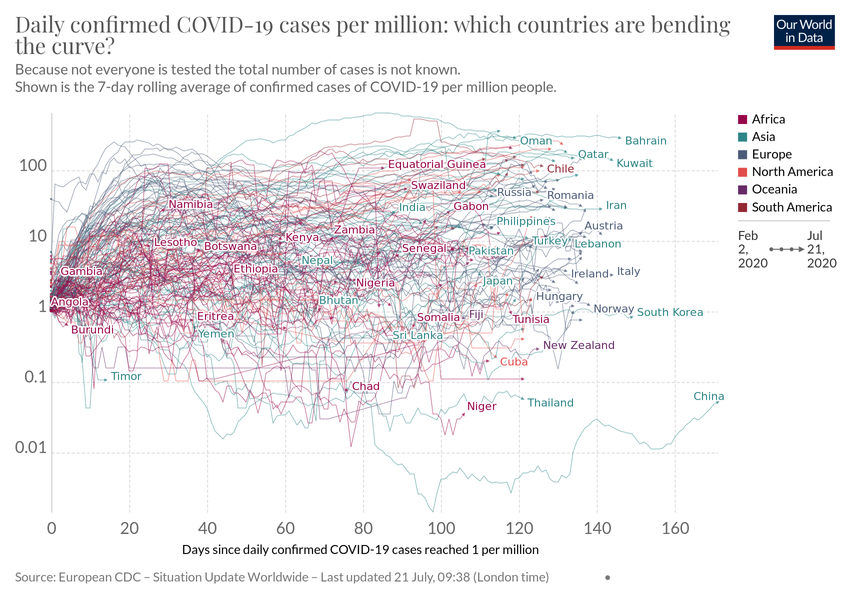 Daily confirmed COVID-19 cases per million: which countries are bending
the curve?
Our World
in Data
Because not everyone is tested the total number of cases is not known.
Shown is the 7-day rolling average of confirmed cases of COVID-19 per million people.
Africa
Asia
Europe
North America
Oceania
South America
Feb
2,
2020
Jul
21,
2020
100
10
1
0.1
0.01
Oman
Bahrain
Qatar
Kuwait
Equatorial Guinea
Chile
Swaziland
Russia
Romania
Namibia
India
Gabon
Iran
Philippines
Zambia
Austria
Lesotho
Botswana
Kenya
Senegal
Pakistan
Turkey
Lebanon
Nepal
Gambia
Ethiopia
Ireland
Italy
Nigeria
Japan
Angola
Bhutan
Hungary
Norway
South Korea
Eritrea
Somalia
Fiji
Tunisia
Burundi
Yemen
Sri Lanka
New Zealand
Cuba
Timor
Chad
Niger
Thailand
China
0 20 40 60 80 100 120 140 160
Days since daily confirmed COVID-19 cases reached 1 per million
Source: European CDC – Situation Update Worldwide – Last updated 21 July, 09:38 (London time)